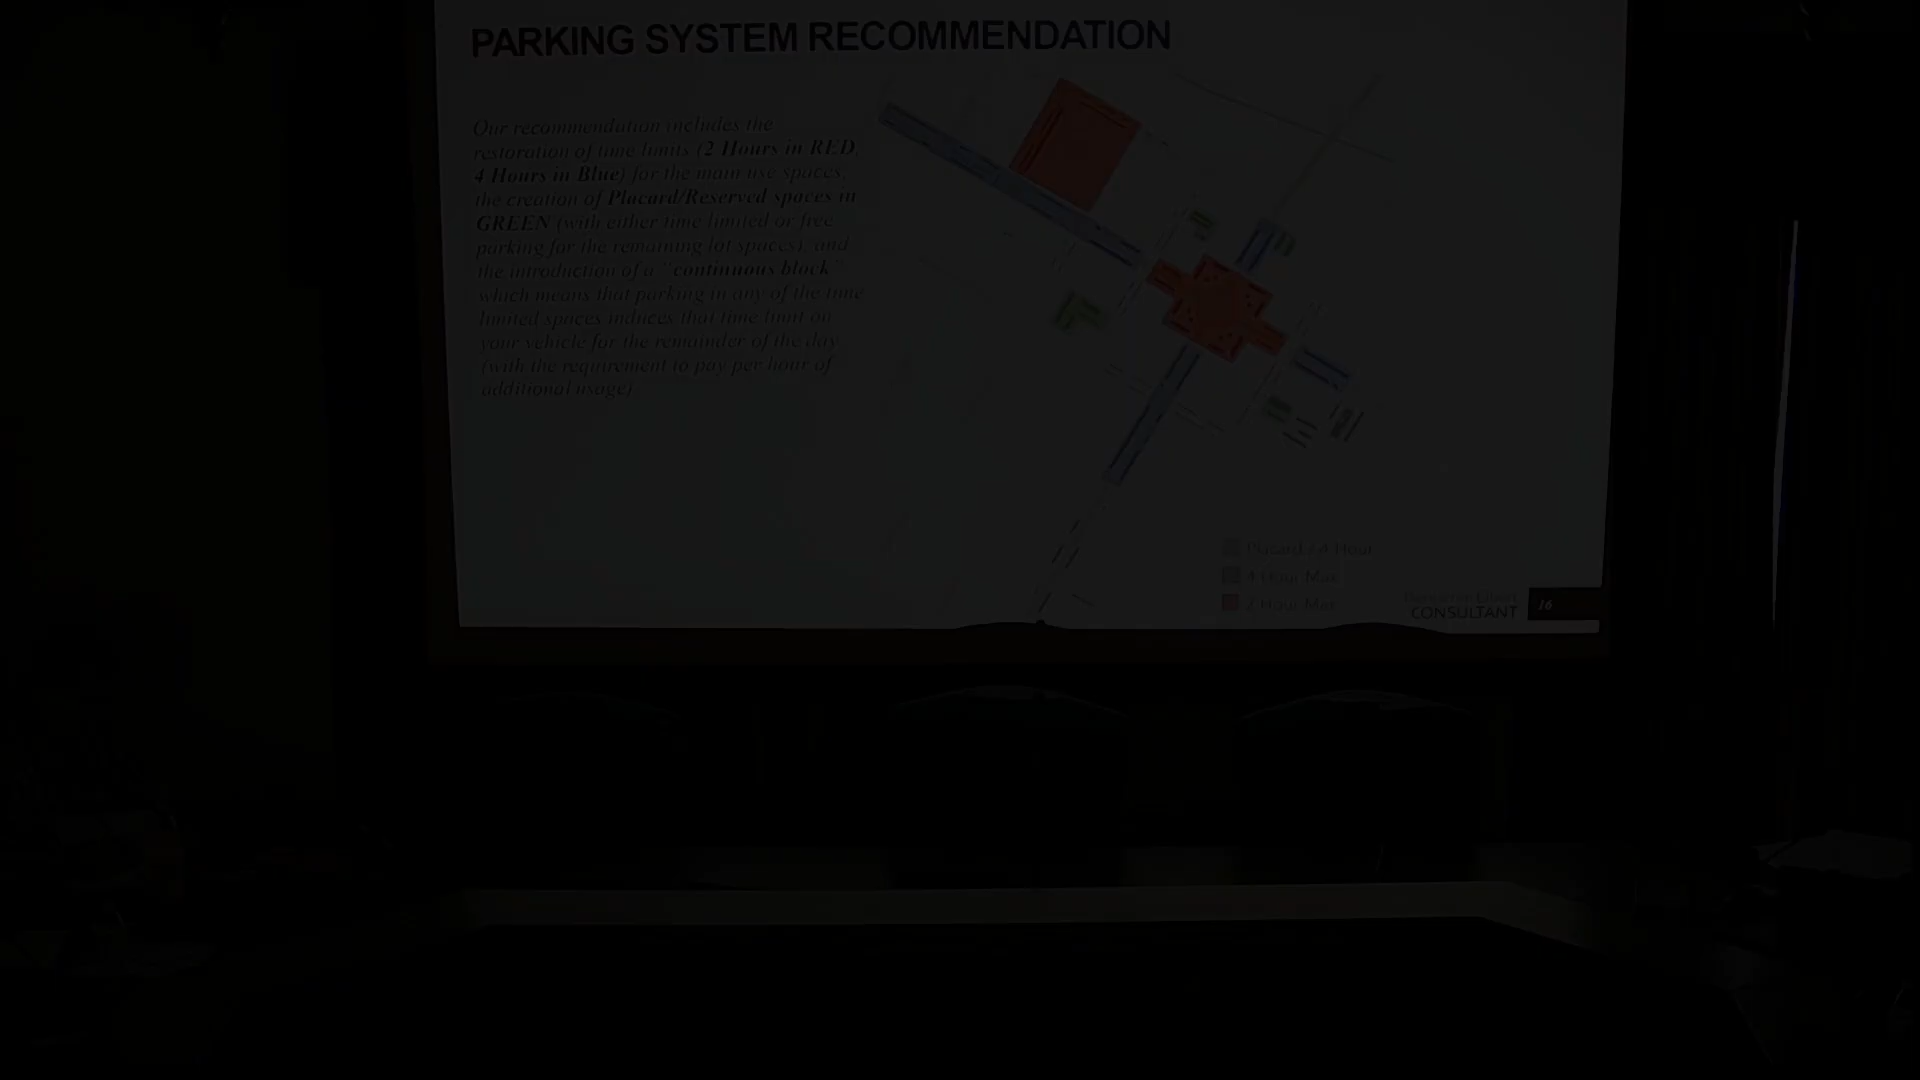 PARKING SYSTEM RECOMMENDATION
Our recommendation includes the
restoration of time limits (2 Hours in RED,
4 Hours in Blue) for the main use spaces,
the creation of Placard/Reserved spaces in
GREEN (with either time limited or free
parking for the remaining lot spaces), and
the introduction of a "continuous block"
which means that parking in any of the time
limited spaces induces that time limit on
your vehicle for the remainder of the day
(with the requirement to pay per hour of
additional usage)
Placard / 4 Hour
4 Hour Max
2 Hour Max
CONSULTANT
16